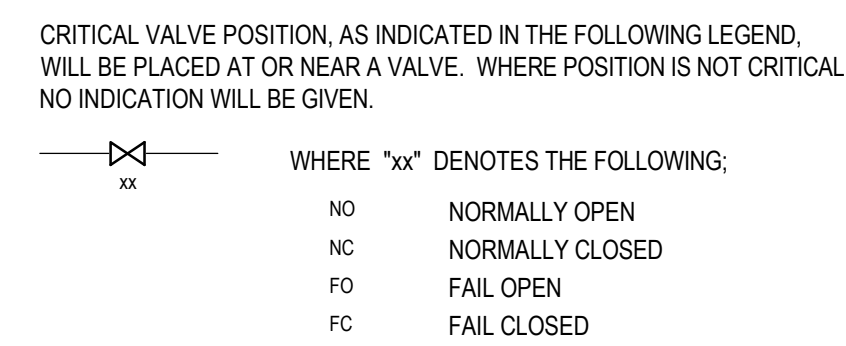 CRITICAL VALVE POSITION, AS INDICATED IN THE FOLLOWING LEGEND,
WILL BE PLACED AT OR NEAR A VALVE. WHERE POSITION IS NOT CRITICAL
NO INDICATION WILL BE GIVEN.
xx
WHERE "xx" DENOTES THE FOLLOWING;
NO NORMALLY OPEN
NC NORMALLY CLOSED
FO FAIL OPEN
FC FAIL CLOSED